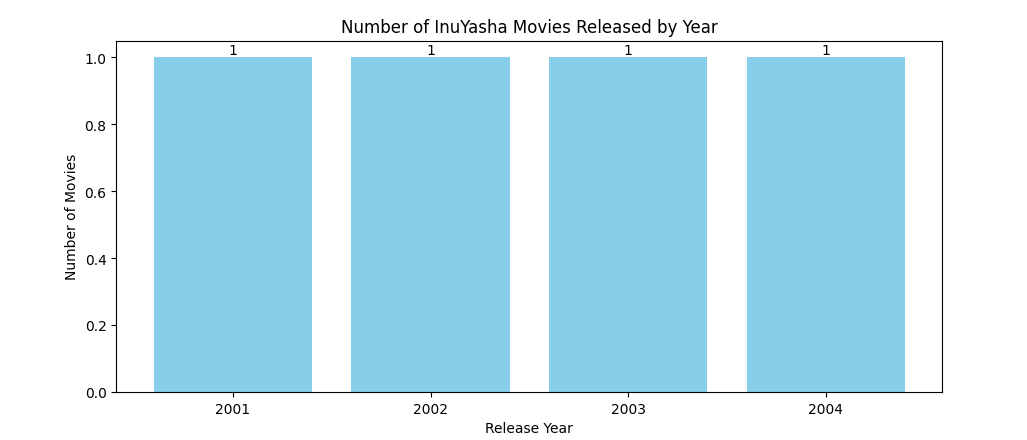 Number of InuYasha Movies Released by Year
1 1 1 1
1.0
0.8
0.6
0.4
0.2
0.0
Number of Movies
2001 2002 2003 2004
Release Year